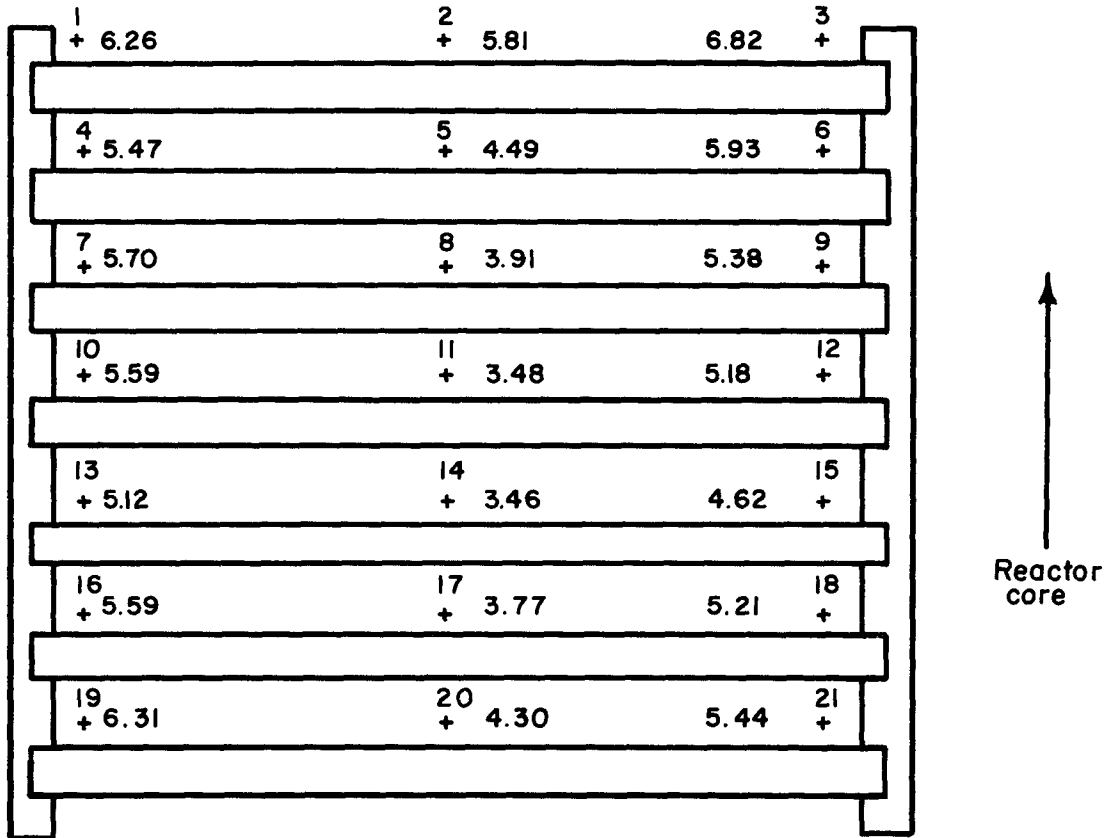 1 2 3
+ 6.26 + 5.81 6.82 +
4 5 6
+ 5.47 + 4.49 5.93 +
7 8 9
+ 5.70 + 3.91 5.38 +
10 11 12
+ 5.59 + 3.48 5.18 +
13 14 15
+ 5.12 + 3.46 4.62 +
16 17 18
+ 5.59 + 3.77 5.21 +
19 20 21
+ 6.31 + 4.30 5.44 +
Reactor
core